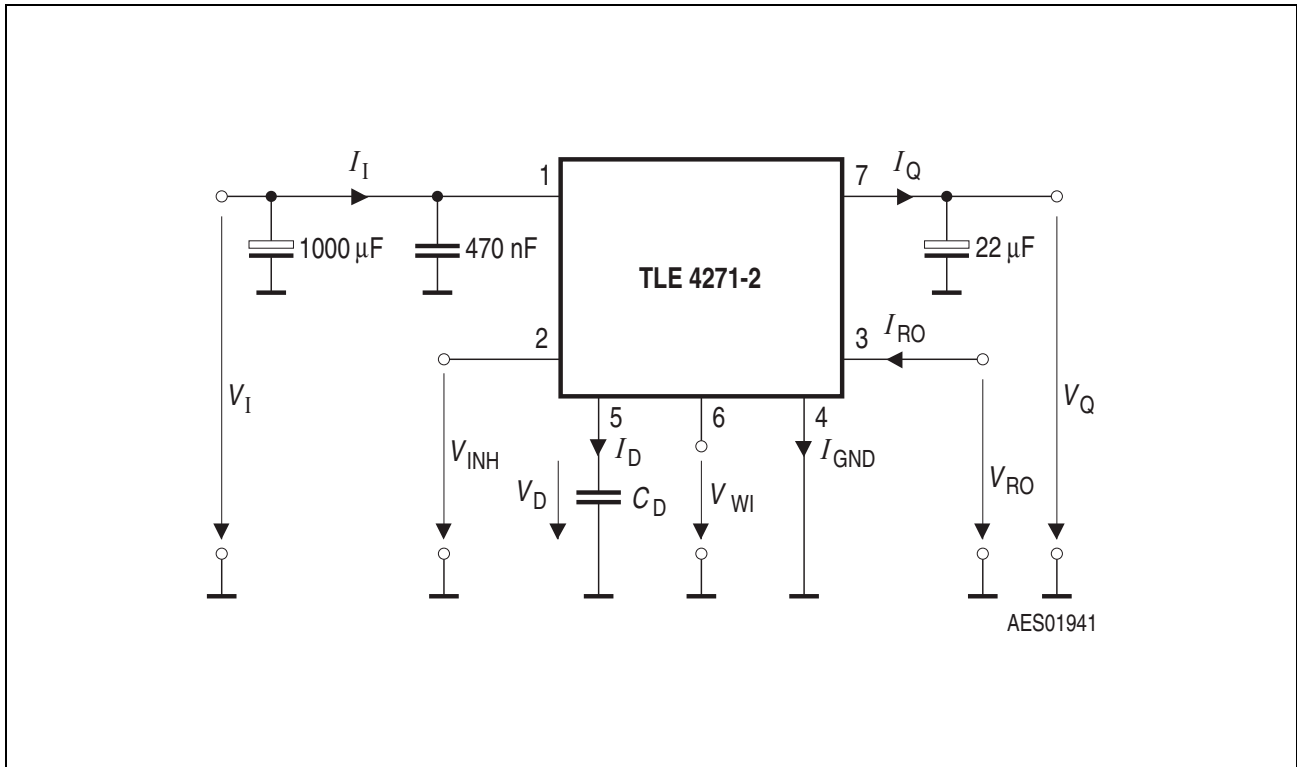 I_I
1
7
I_Q
1000 µF
470 nF
22 µF
TLE 4271-2
2
3
I_RO
V_I
V_Q
5
6
4
V_INH
I_D
I_GND
V_D
C_D
V_WI
V_RO
AES01941